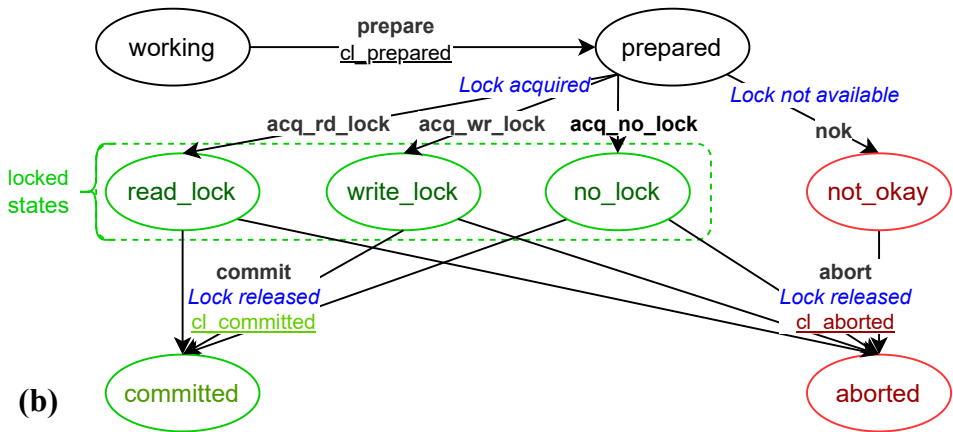 working
prepare
cl_prepared
prepared
Lock acquired
Lock not available
acq_rd_lock
acq_wr_lock
acq_no_lock
nok
locked
states
read_lock
write_lock
no_lock
not_okay
commit
Lock released
cl_committed
abort
Lock released
cl_aborted
(b)
committed
aborted